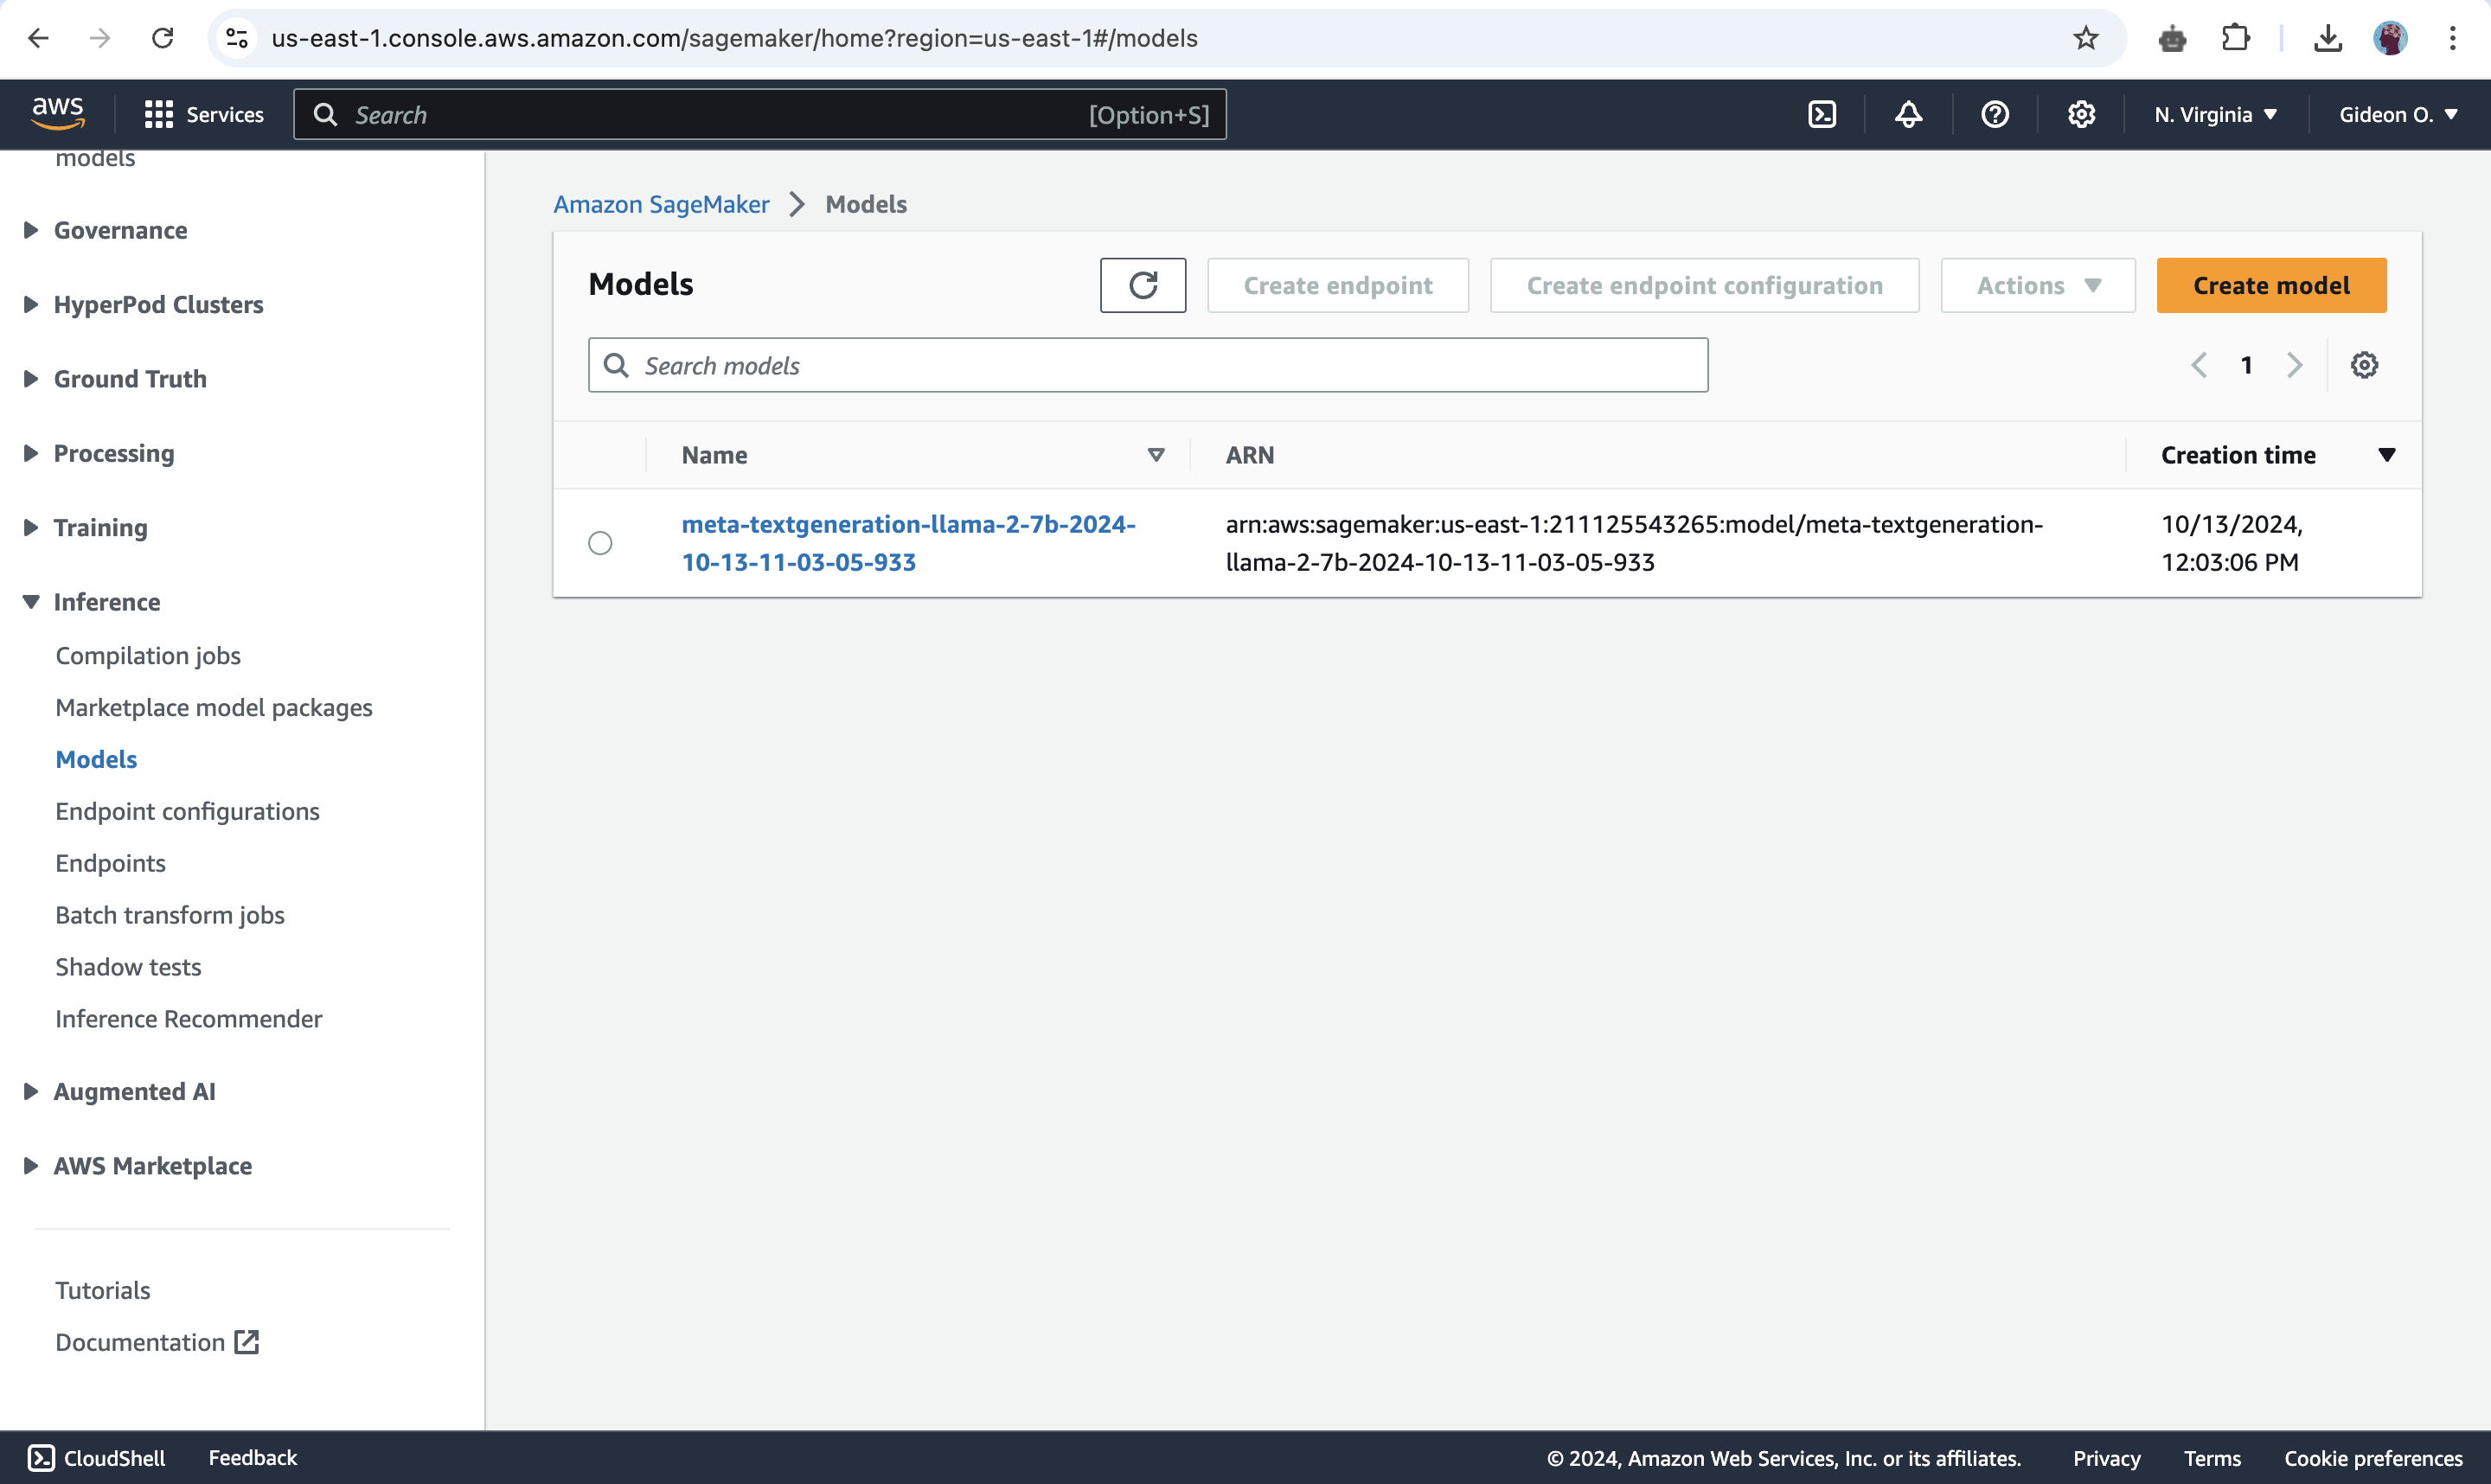 us-east-1.console.aws.amazon.com/sagemaker/home?region=us-east-1#/models
aws
Services
Search
[Option+S]
N. Virginia
Gideon O.
models
Governance
HyperPod Clusters
Ground Truth
Processing
Training
Inference
Compilation jobs
Marketplace model packages
Models
Endpoint configurations
Endpoints
Batch transform jobs
Shadow tests
Inference Recommender
Augmented AI
AWS Marketplace
Tutorials
Documentation
Amazon SageMaker
Models
Models
Create endpoint
Create endpoint configuration
Actions
Create model
Search models
1
Name
ARN
Creation time
meta-textgeneration-llama-2-7b-2024-
10-13-11-03-05-933
arn:aws:sagemaker:us-east-1:211125543265:model/meta-textgeneration-
llama-2-7b-2024-10-13-11-03-05-933
10/13/2024,
12:03:06 PM
CloudShell
Feedback
© 2024, Amazon Web Services, Inc. or its affiliates.
Privacy
Terms
Cookie preferences